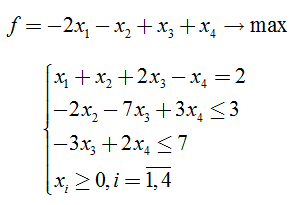 f = −2x₁ − x₂ + x₃ + x₄ → max
x₁ + x₂ + 2x₃ − x₄ = 2
−2x₂ − 7x₃ + 3x₄ ≤ 3
−3x₃ + 2x₄ ≤ 7
xᵢ ≥ 0, i = 1,4‾